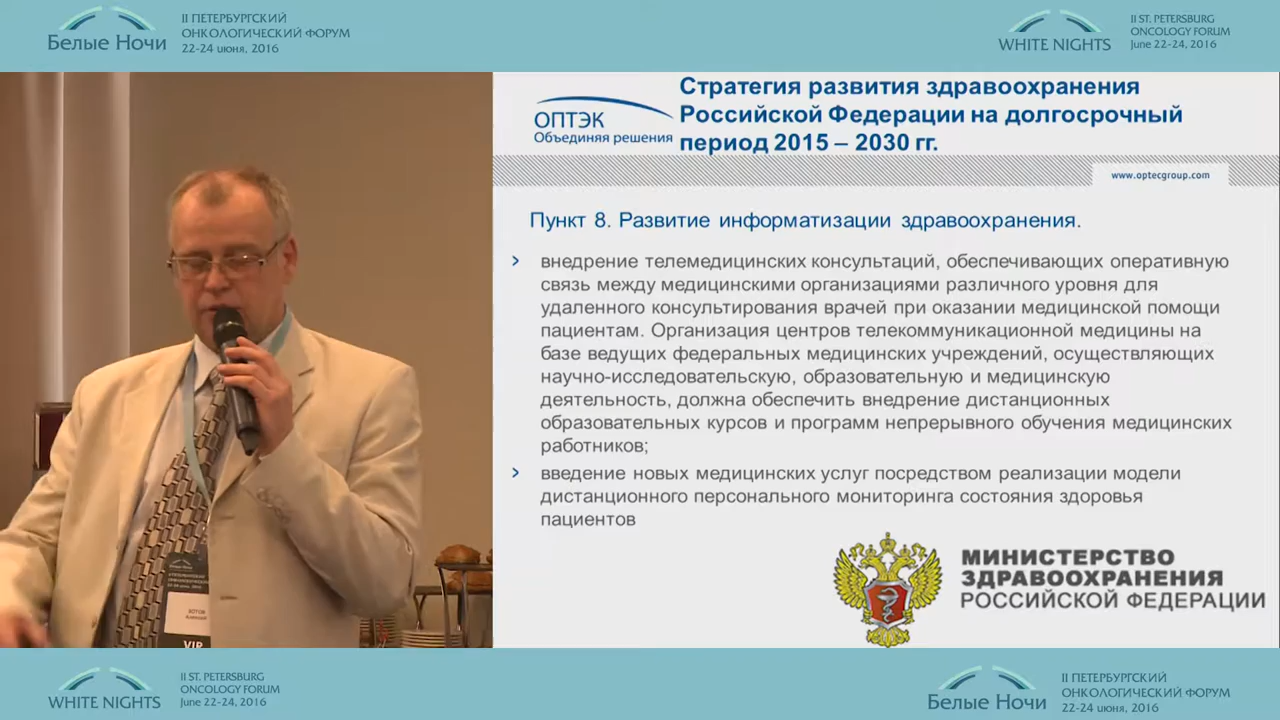 Белые Ночи
II ПЕТЕРБУРГСКИЙ
ОНКОЛОГИЧЕСКИЙ ФОРУМ
22-24 июня, 2016
WHITE NIGHTS
II ST. PETERSBURG
ONCOLOGY FORUM
June 22-24, 2016
ОПТЭК
Объединяя решения
Стратегия развития здравоохранения
Российской Федерации на долгосрочный
период 2015 – 2030 гг.
www.optecgroup.com
Пункт 8. Развитие информатизации здравоохранения.
› внедрение телемедицинских консультаций, обеспечивающих оперативную
связь между медицинскими организациями различного уровня для
удаленного консультирования врачей при оказании медицинской помощи
пациентам. Организация центров телекоммуникационной медицины на
базе ведущих федеральных медицинских учреждений, осуществляющих
научно-исследовательскую, образовательную и медицинскую
деятельность, должна обеспечить внедрение дистанционных
образовательных курсов и программ непрерывного обучения медицинских
работников;
› введение новых медицинских услуг посредством реализации модели
дистанционного персонального мониторинга состояния здоровья
пациентов
МИНИСТЕРСТВО
ЗДРАВООХРАНЕНИЯ
РОССИЙСКОЙ ФЕДЕРАЦИИ
VIP
WHITE NIGHTS
II ST. PETERSBURG
ONCOLOGY FORUM
June 22-24, 2016
Белые Ночи
II ПЕТЕРБУРГСКИЙ
ОНКОЛОГИЧЕСКИЙ ФОРУМ
22-24 июня, 2016